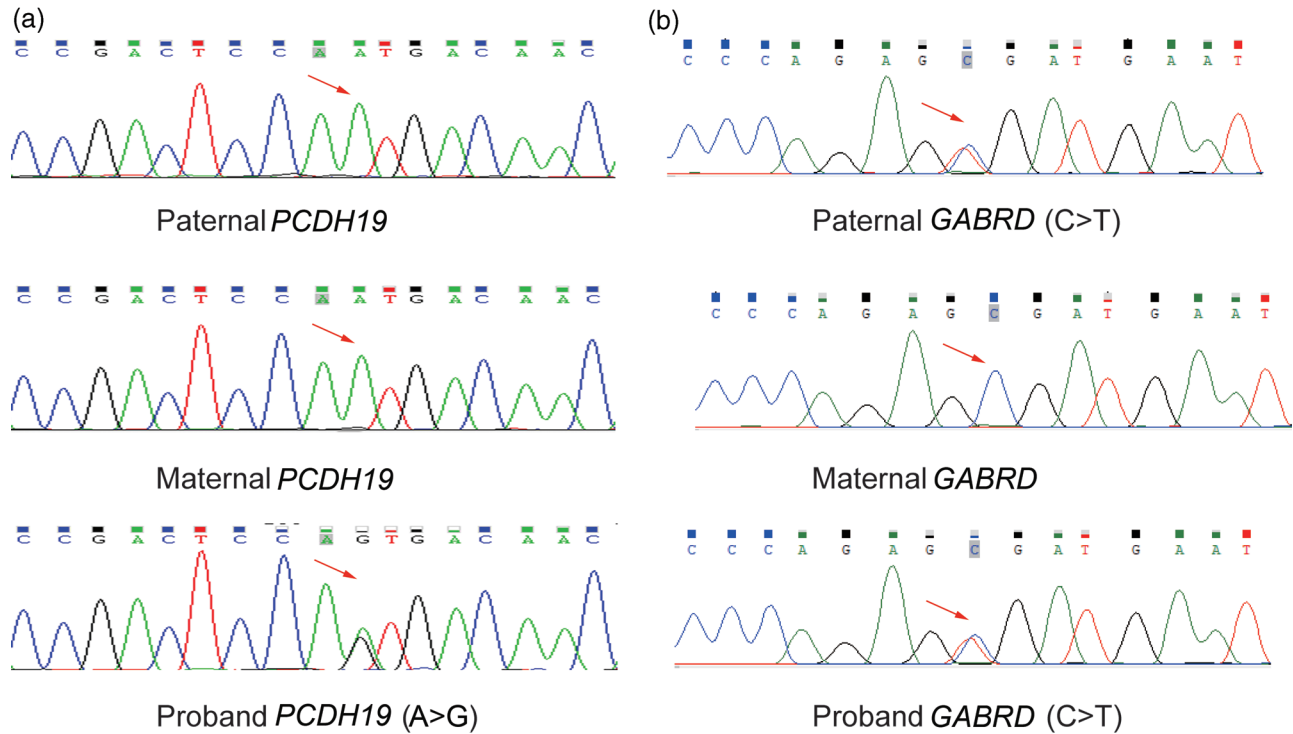 (a)
C C G A C T C C A A T G A C A A C
Paternal PCDH19
C C G A C T C C A A T G A C A A C
Maternal PCDH19
C C G A C T C C A G T G A C A A C
Proband PCDH19 (A>G)
(b)
C C C A G A G C G A T G A A T
Paternal GABRD (C>T)
C C C A G A G C G A T G A A T
Maternal GABRD
C C C A G A G C G A T G A A T
Proband GABRD (C>T)